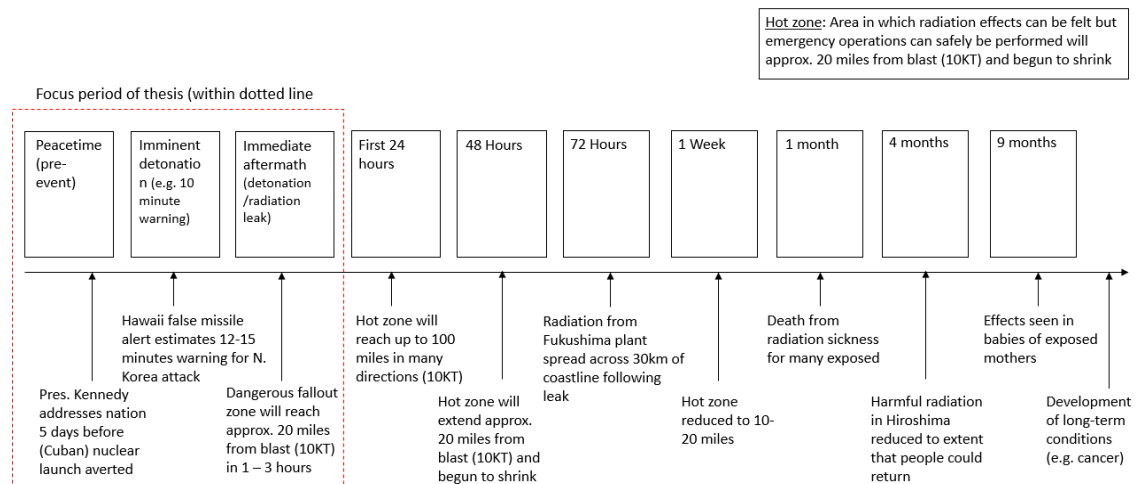 Hot zone: Area in which radiation effects can be felt but
emergency operations can safely be performed will
approx. 20 miles from blast (10KT) and begun to shrink
Focus period of thesis (within dotted line
Peacetime
(pre-
event)
Imminent
detonatio
n (e.g. 10
minute
warning)
Immediate
aftermath
(detonation
/radiation
leak)
First 24
hours
48 Hours
72 Hours
1 Week
1 month
4 months
9 months
Pres. Kennedy
addresses nation
5 days before
(Cuban) nuclear
launch averted
Hawaii false missile
alert estimates 12-15
minutes warning for N.
Korea attack
Dangerous fallout
zone will reach
approx. 20 miles
from blast (10KT)
in 1 – 3 hours
Hot zone will
reach up to 100
miles in many
directions (10KT)
Hot zone will
extend approx.
20 miles from
blast (10KT) and
begun to shrink
Radiation from
Fukushima plant
spread across 30km of
coastline following
leak
Hot zone
reduced to 10-
20 miles
Death from
radiation sickness
for many exposed
Harmful radiation
in Hiroshima
reduced to extent
that people could
return
Effects seen in
babies of exposed
mothers
Development
of long-term
conditions
(e.g. cancer)